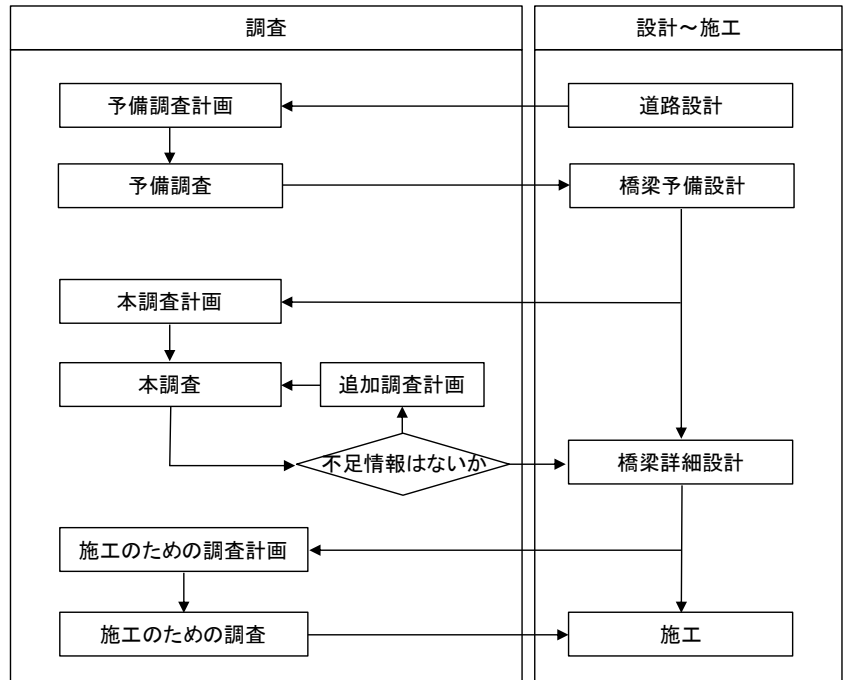 調査
設計～施工
予備調査計画
道路設計
予備調査
橋梁予備設計
本調査計画
本調査
追加調査計画
不足情報はないか
橋梁詳細設計
施工のための調査計画
施工のための調査
施工